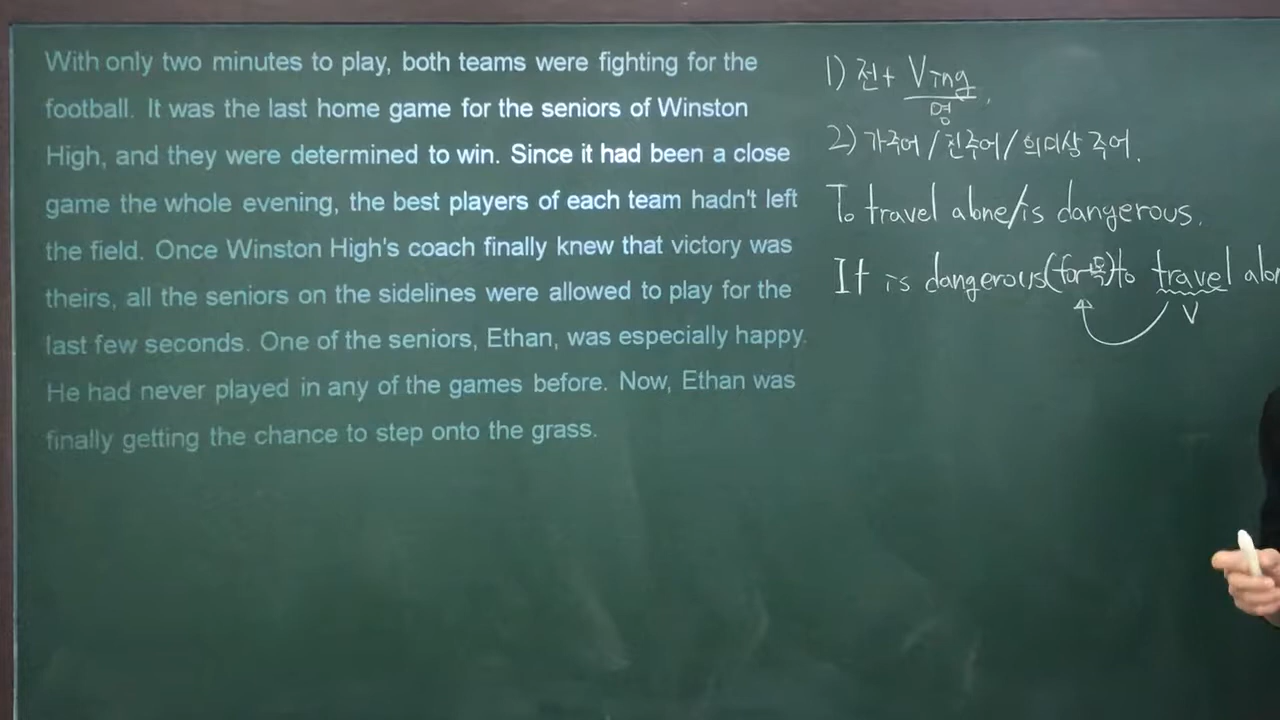 With only two minutes to play, both teams were fighting for the
football. It was the last home game for the seniors of Winston
High, and they were determined to win. Since it had been a close
game the whole evening, the best players of each team hadn't left
the field. Once Winston High's coach finally knew that victory was
theirs, all the seniors on the sidelines were allowed to play for the
last few seconds. One of the seniors, Ethan, was especially happy.
He had never played in any of the games before. Now, Ethan was
finally getting the chance to step onto the grass.
1) 전+ Ving
명
2) 가주어/진주어/의미상 주어.
To travel alone/is dangerous.
It is dangerous(for+목)to travel alon
V